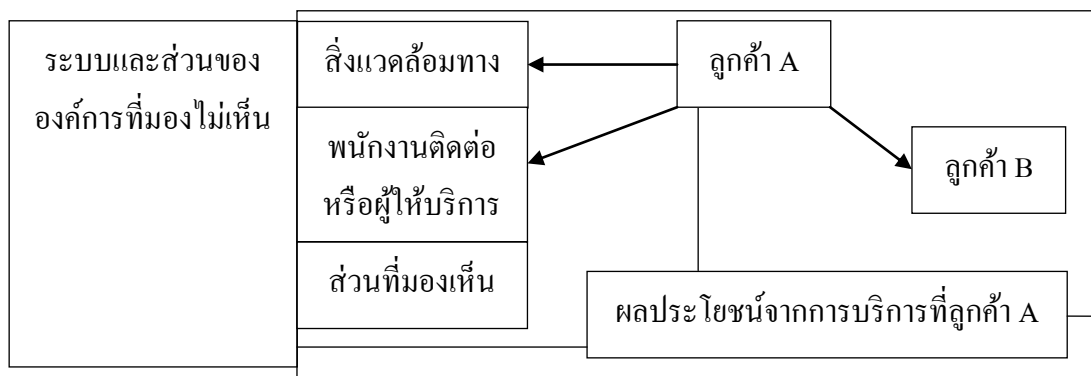 ระบบและส่วนของ
องค์การที่มองไม่เห็น
สิ่งแวดล้อมทาง
พนักงานติดต่อ
หรือผู้ให้บริการ
ส่วนที่มองเห็น
ลูกค้า A
ลูกค้า B
ผลประโยชน์จากการบริการที่ลูกค้า A